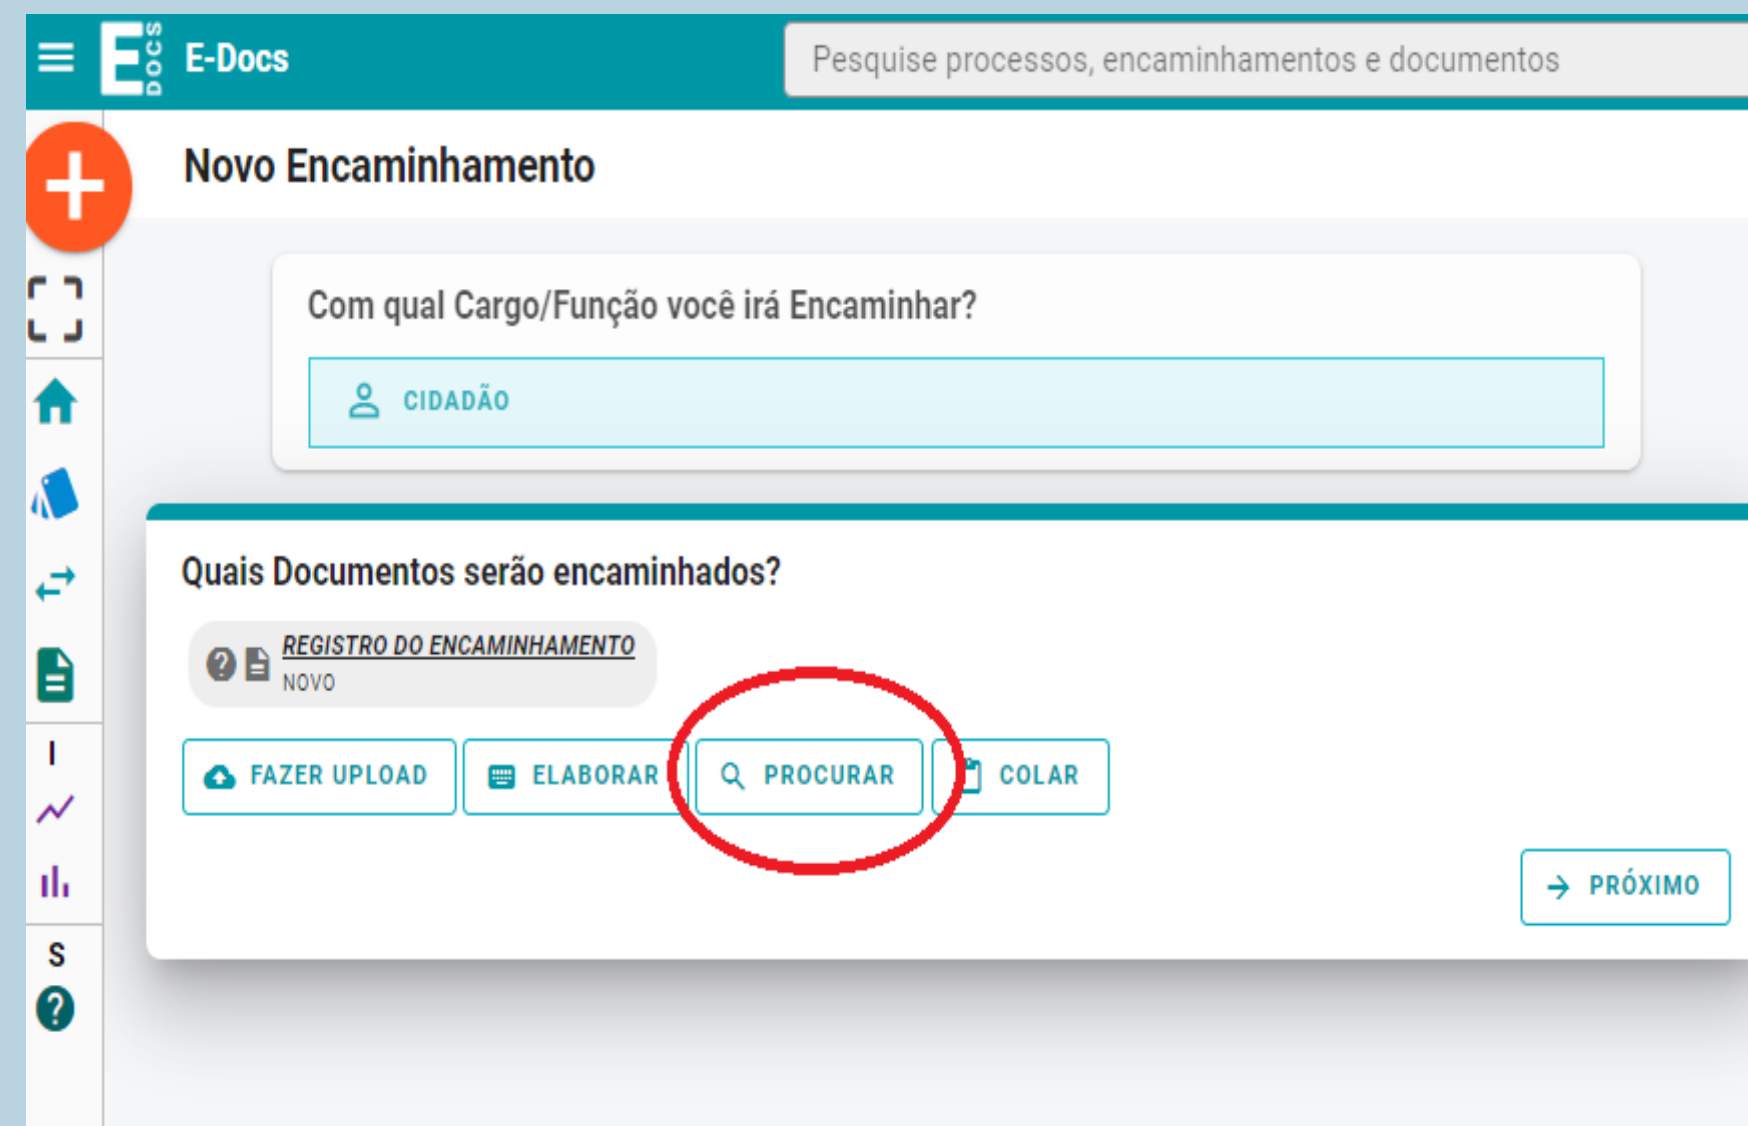 E DOCS E-Docs Pesquise processos, encaminhamentos e documentos
Novo Encaminhamento
Com qual Cargo/Função você irá Encaminhar?
CIDADÃO
Quais Documentos serão encaminhados?
REGISTRO DO ENCAMINHAMENTO
NOVO
FAZER UPLOAD ELABORAR PROCURAR COLAR
PRÓXIMO
I
S